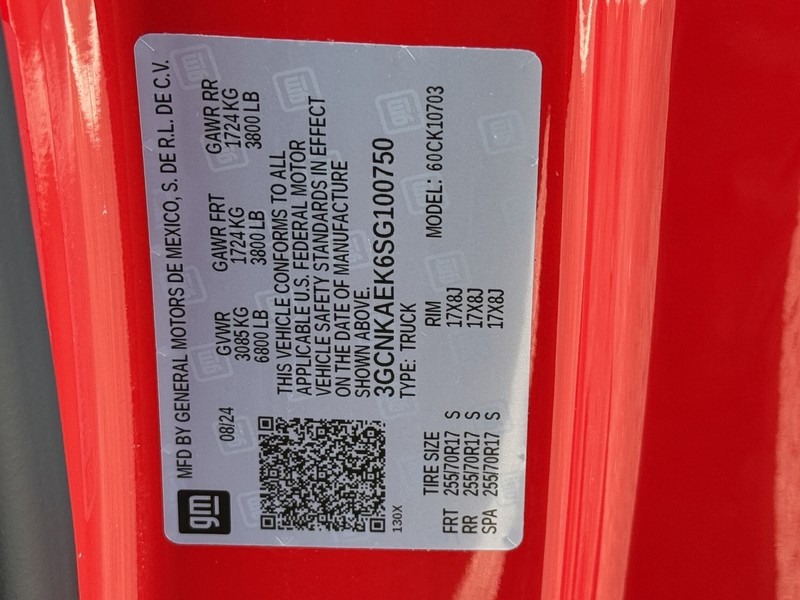 gm
MFD BY GENERAL MOTORS DE MEXICO, S. DE R.L. DE C.V.
08/24 GVWR GAWR FRT GAWR RR
3085 KG 1724 KG 1724 KG
6800 LB 3800 LB 3800 LB
THIS VEHICLE CONFORMS TO ALL
APPLICABLE U.S. FEDERAL MOTOR
VEHICLE SAFETY STANDARDS IN EFFECT
ON THE DATE OF MANUFACTURE
SHOWN ABOVE.
3GCNKAEK6SG100750
130X TYPE: TRUCK MODEL: 60CK10703
TIRE SIZE RIM
FRT 255/70R17 S 17X8J
RR 255/70R17 S 17X8J
SPA 255/70R17 S 17X8J